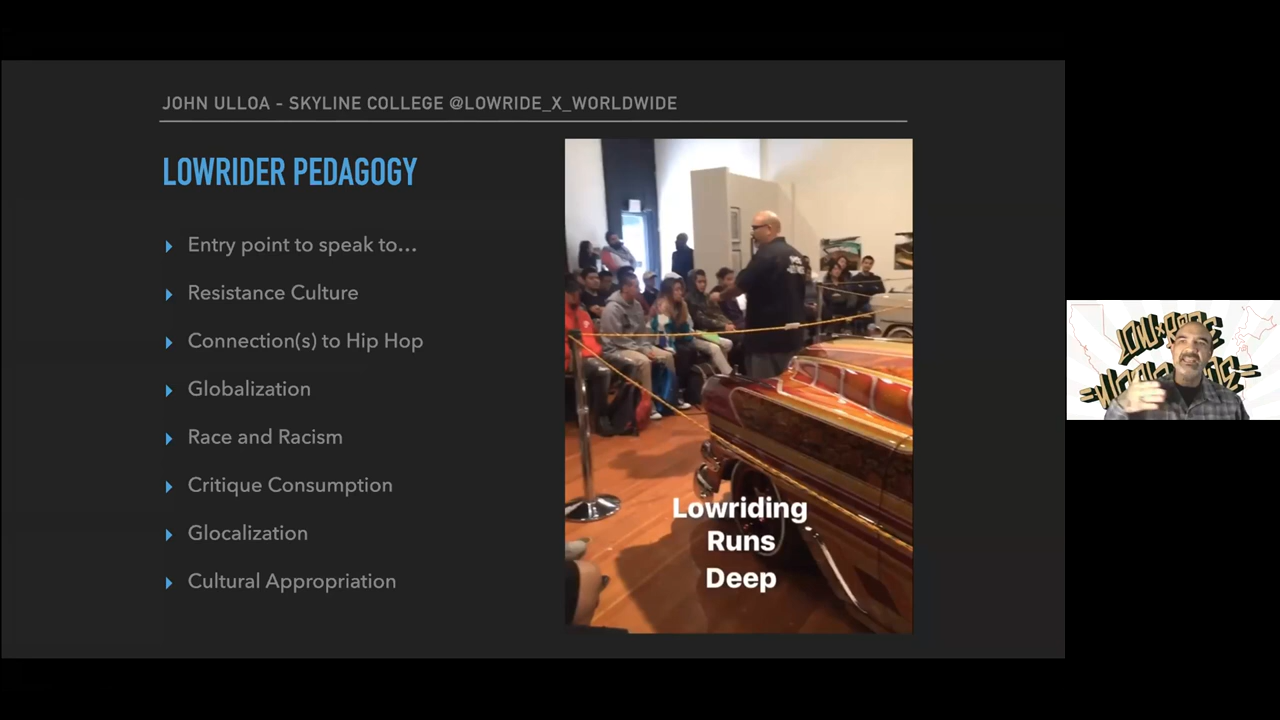 JOHN ULLOA - SKYLINE COLLEGE @LOWRIDE_X_WORLDWIDE
LOWRIDER PEDAGOGY
Entry point to speak to…
Resistance Culture
Connection(s) to Hip Hop
Globalization
Race and Racism
Critique Consumption
Glocalization
Cultural Appropriation
Lowriding
Runs
Deep